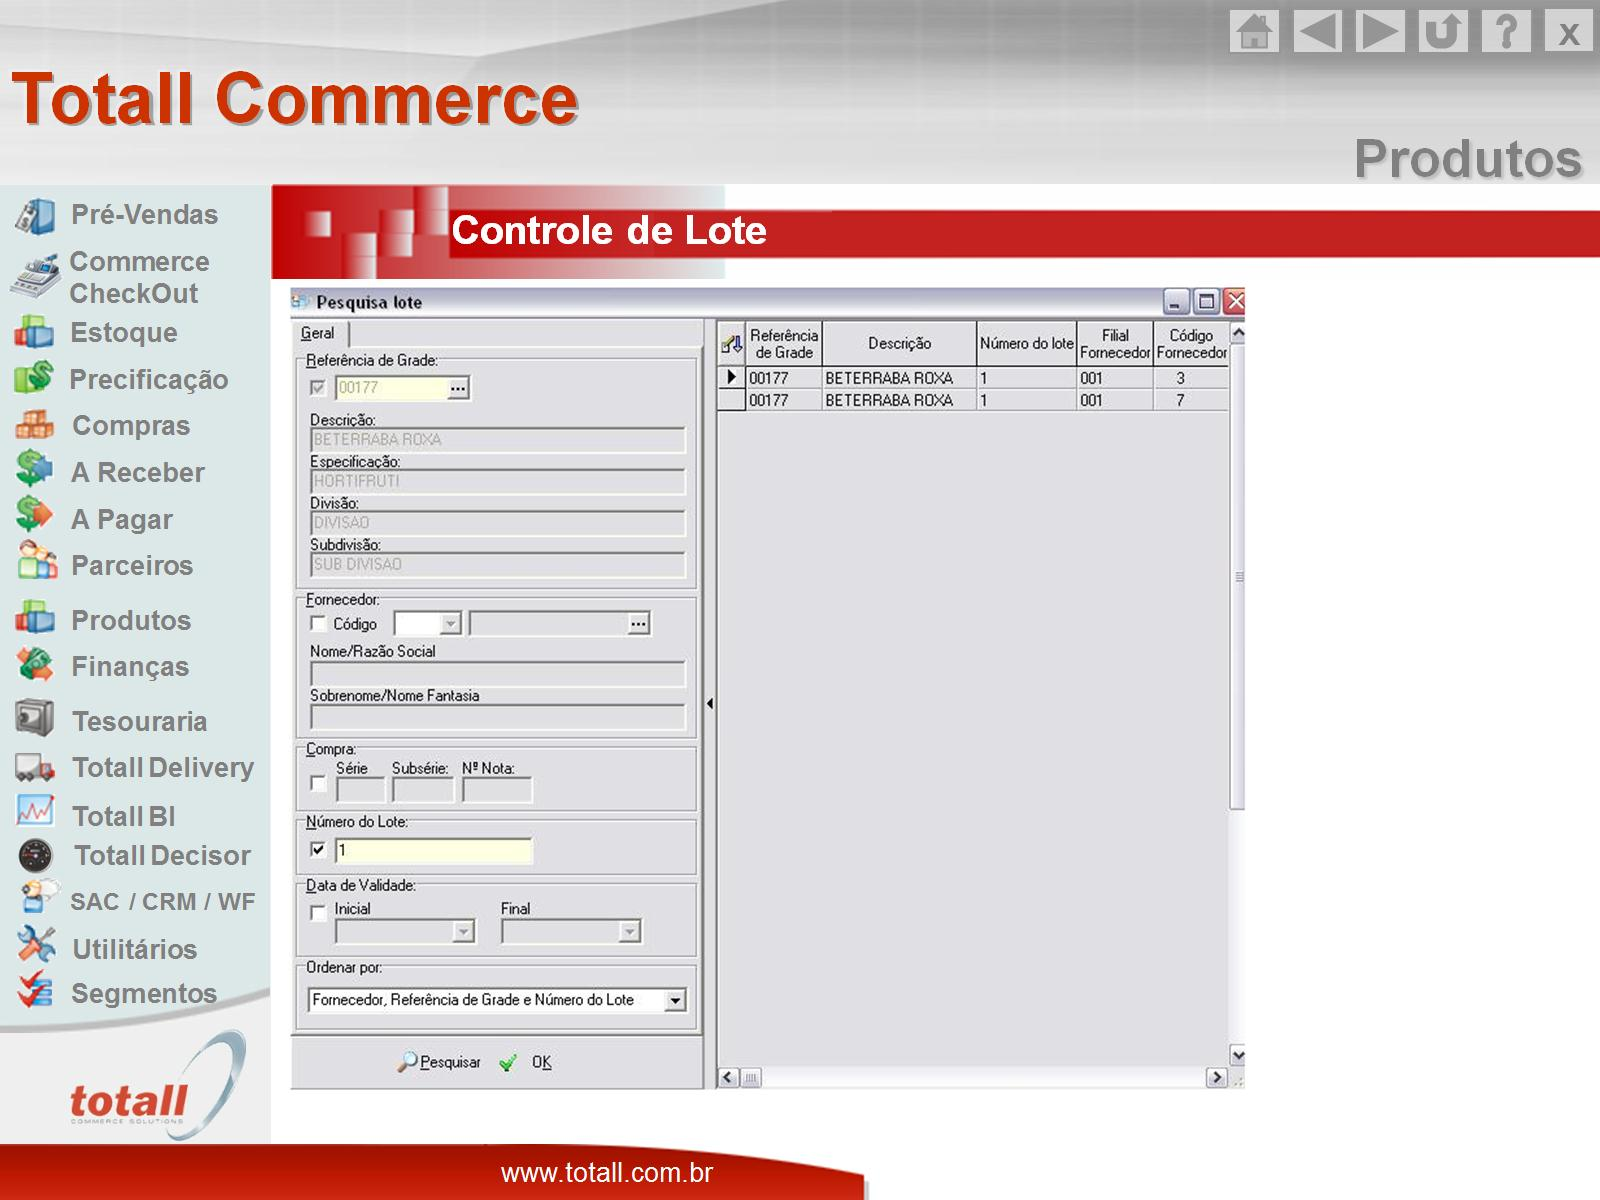 Totall Commerce
Produtos
Pré-Vendas
Commerce
CheckOut
Estoque
Precificação
Compras
A Receber
A Pagar
Parceiros
Produtos
Finanças
Tesouraria
Totall Delivery
Totall BI
Totall Decisor
SAC / CRM / WF
Utilitários
Segmentos
totall
COMMERCE SOLUTIONS
Controle de Lote
Pesquisa lote
Geral
Referência de Grade:
00177 ...
Descrição:
BETERRABA ROXA
Especificação:
HORTIFRUTI
Divisão:
DIVISAO
Subdivisão:
SUB DIVISAO
Fornecedor:
Código ...
Nome/Razão Social
Sobrenome/Nome Fantasia
Compra:
Série Subsérie: Nº Nota:
Número do Lote:
1
Data de Validade:
Inicial Final
Ordenar por:
Fornecedor, Referência de Grade e Número do Lote
Pesquisar OK
Referência de Grade Descrição Número do lote Filial Fornecedor Código Fornecedor
00177 BETERRABA ROXA 1 001 3
00177 BETERRABA ROXA 1 001 7
www.totall.com.br